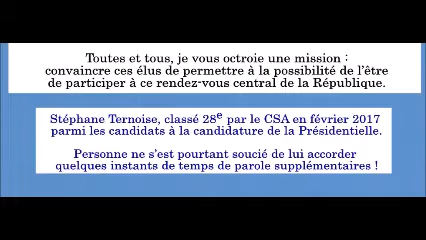 Toutes et tous, je vous octroie une mission :
convaincre ces élus de permettre à la possibilité de l'être
de participer à ce rendez-vous central de la République.
Stéphane Ternoise, classé 28e par le CSA en février 2017
parmi les candidats à la candidature de la Présidentielle.
Personne ne s'est pourtant soucié de lui accorder
quelques instants de temps de parole supplémentaires !